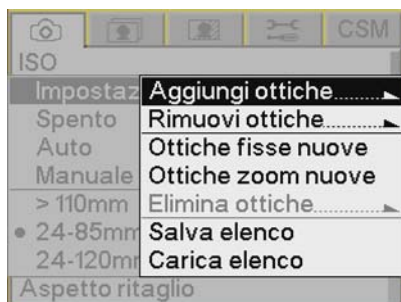 CSM
ISO
Impostaz
Aggiungi ottiche
Spento
Rimuovi ottiche
Auto
Ottiche fisse nuove
Manuale
Ottiche zoom nuove
> 110mm
Elimina ottiche
24-85mm
Salva elenco
24-120mm
Carica elenco
Aspetto ritaglio